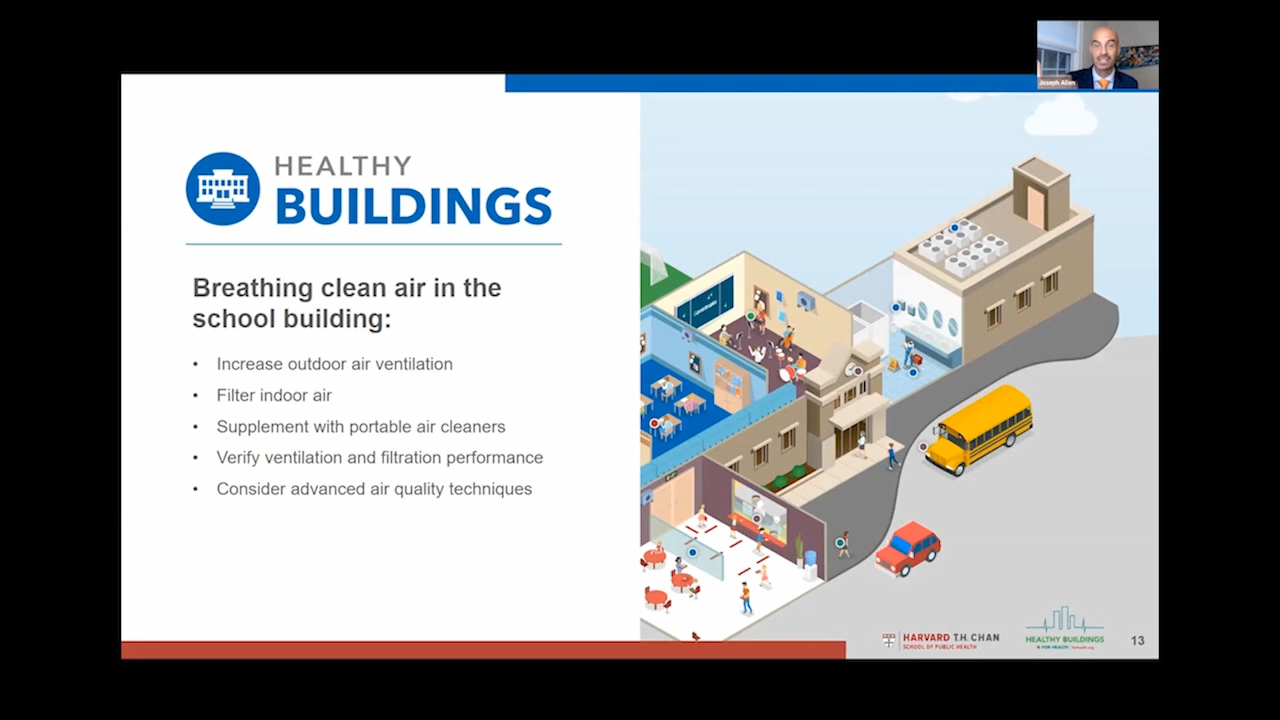 Joseph Allen
HEALTHY
BUILDINGS
Breathing clean air in the
school building:
• Increase outdoor air ventilation
• Filter indoor air
• Supplement with portable air cleaners
• Verify ventilation and filtration performance
• Consider advanced air quality techniques
HARVARD T.H. CHAN
SCHOOL OF PUBLIC HEALTH
HEALTHY BUILDINGS
FOR HEALTH
13